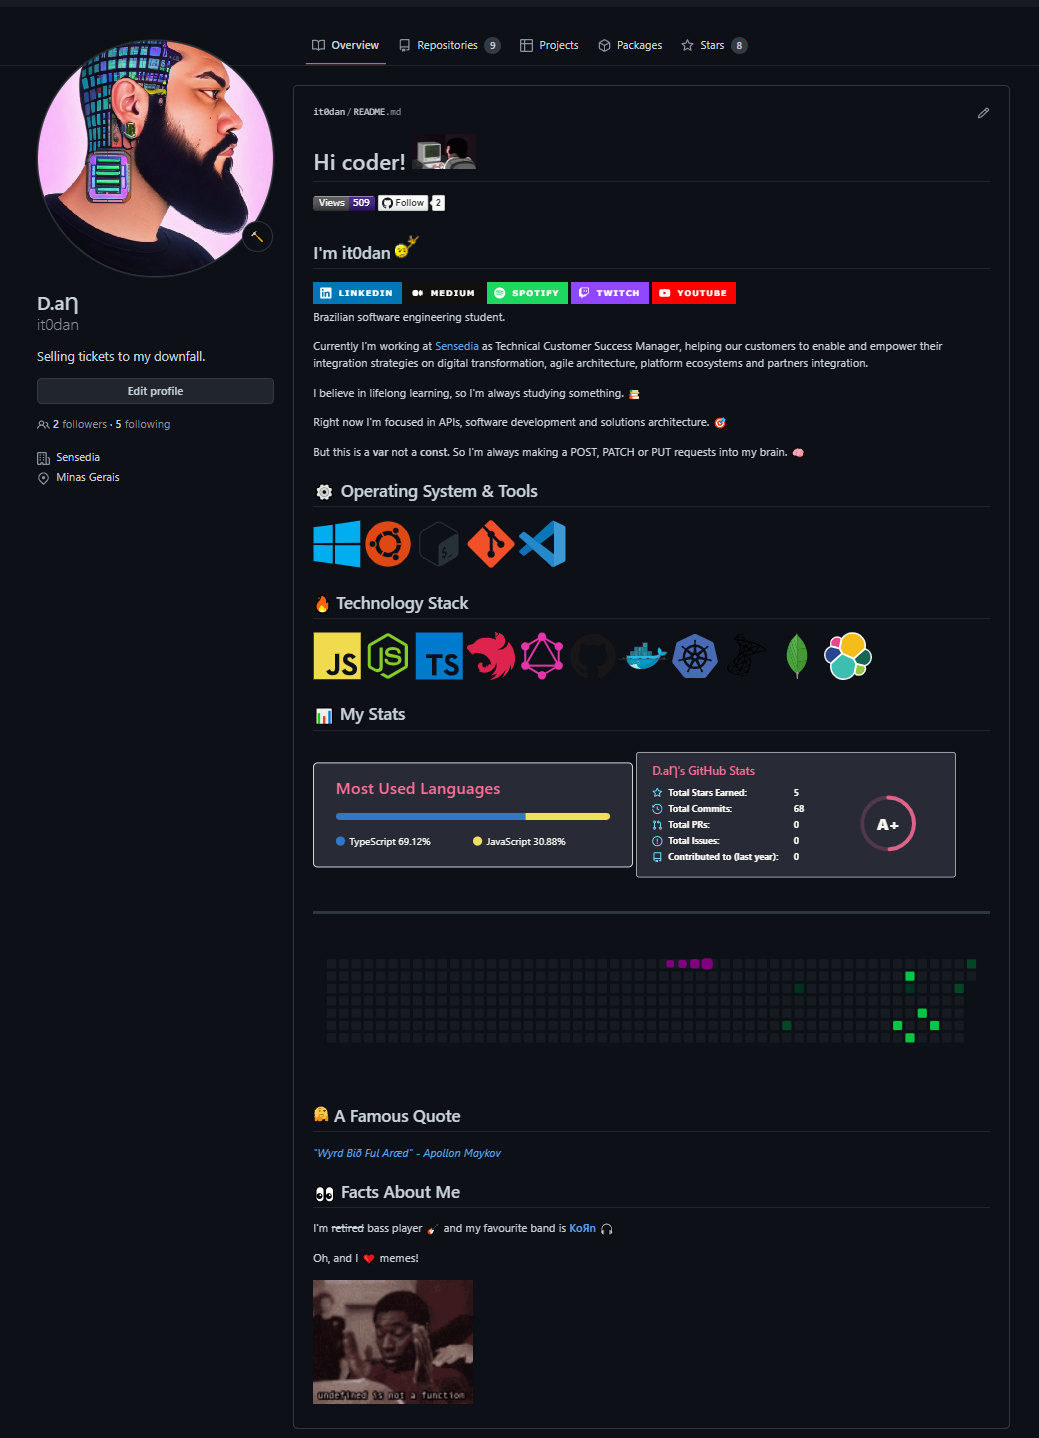 Overview Repositories 9 Projects Packages Stars 8
D.aƞ
it0dan
Selling tickets to my downfall.
Edit profile
2 followers · 5 following
Sensedia
Minas Gerais
it0dan / README.md
Hi coder!
Views 509 Follow 2
I'm it0dan
LINKEDIN MEDIUM SPOTIFY TWITCH YOUTUBE
Brazilian software engineering student.
Currently I'm working at Sensedia as Technical Customer Success Manager, helping our customers to enable and empower their
integration strategies on digital transformation, agile architecture, platform ecosystems and partners integration.
I believe in lifelong learning, so I'm always studying something. 📚
Right now I'm focused in APIs, software development and solutions architecture. 🎯
But this is a var not a const. So I'm always making a POST, PATCH or PUT requests into my brain. 🧠
⚙️ Operating System & Tools
$_
🔥 Technology Stack
JS JS TS
📊 My Stats
Most Used Languages
TypeScript 69.12% JavaScript 30.88%
D.aƞ's GitHub Stats
Total Stars Earned: 5
Total Commits: 68
Total PRs: 0
Total Issues: 0
Contributed to (last year): 0
A+
🤗 A Famous Quote
"Wyrd Bið Ful Aræd" - Apollon Maykov
👀 Facts About Me
I'm retired bass player 🎸 and my favourite band is KoЯn 🎧
Oh, and I ❤️ memes!
undefined is not a function